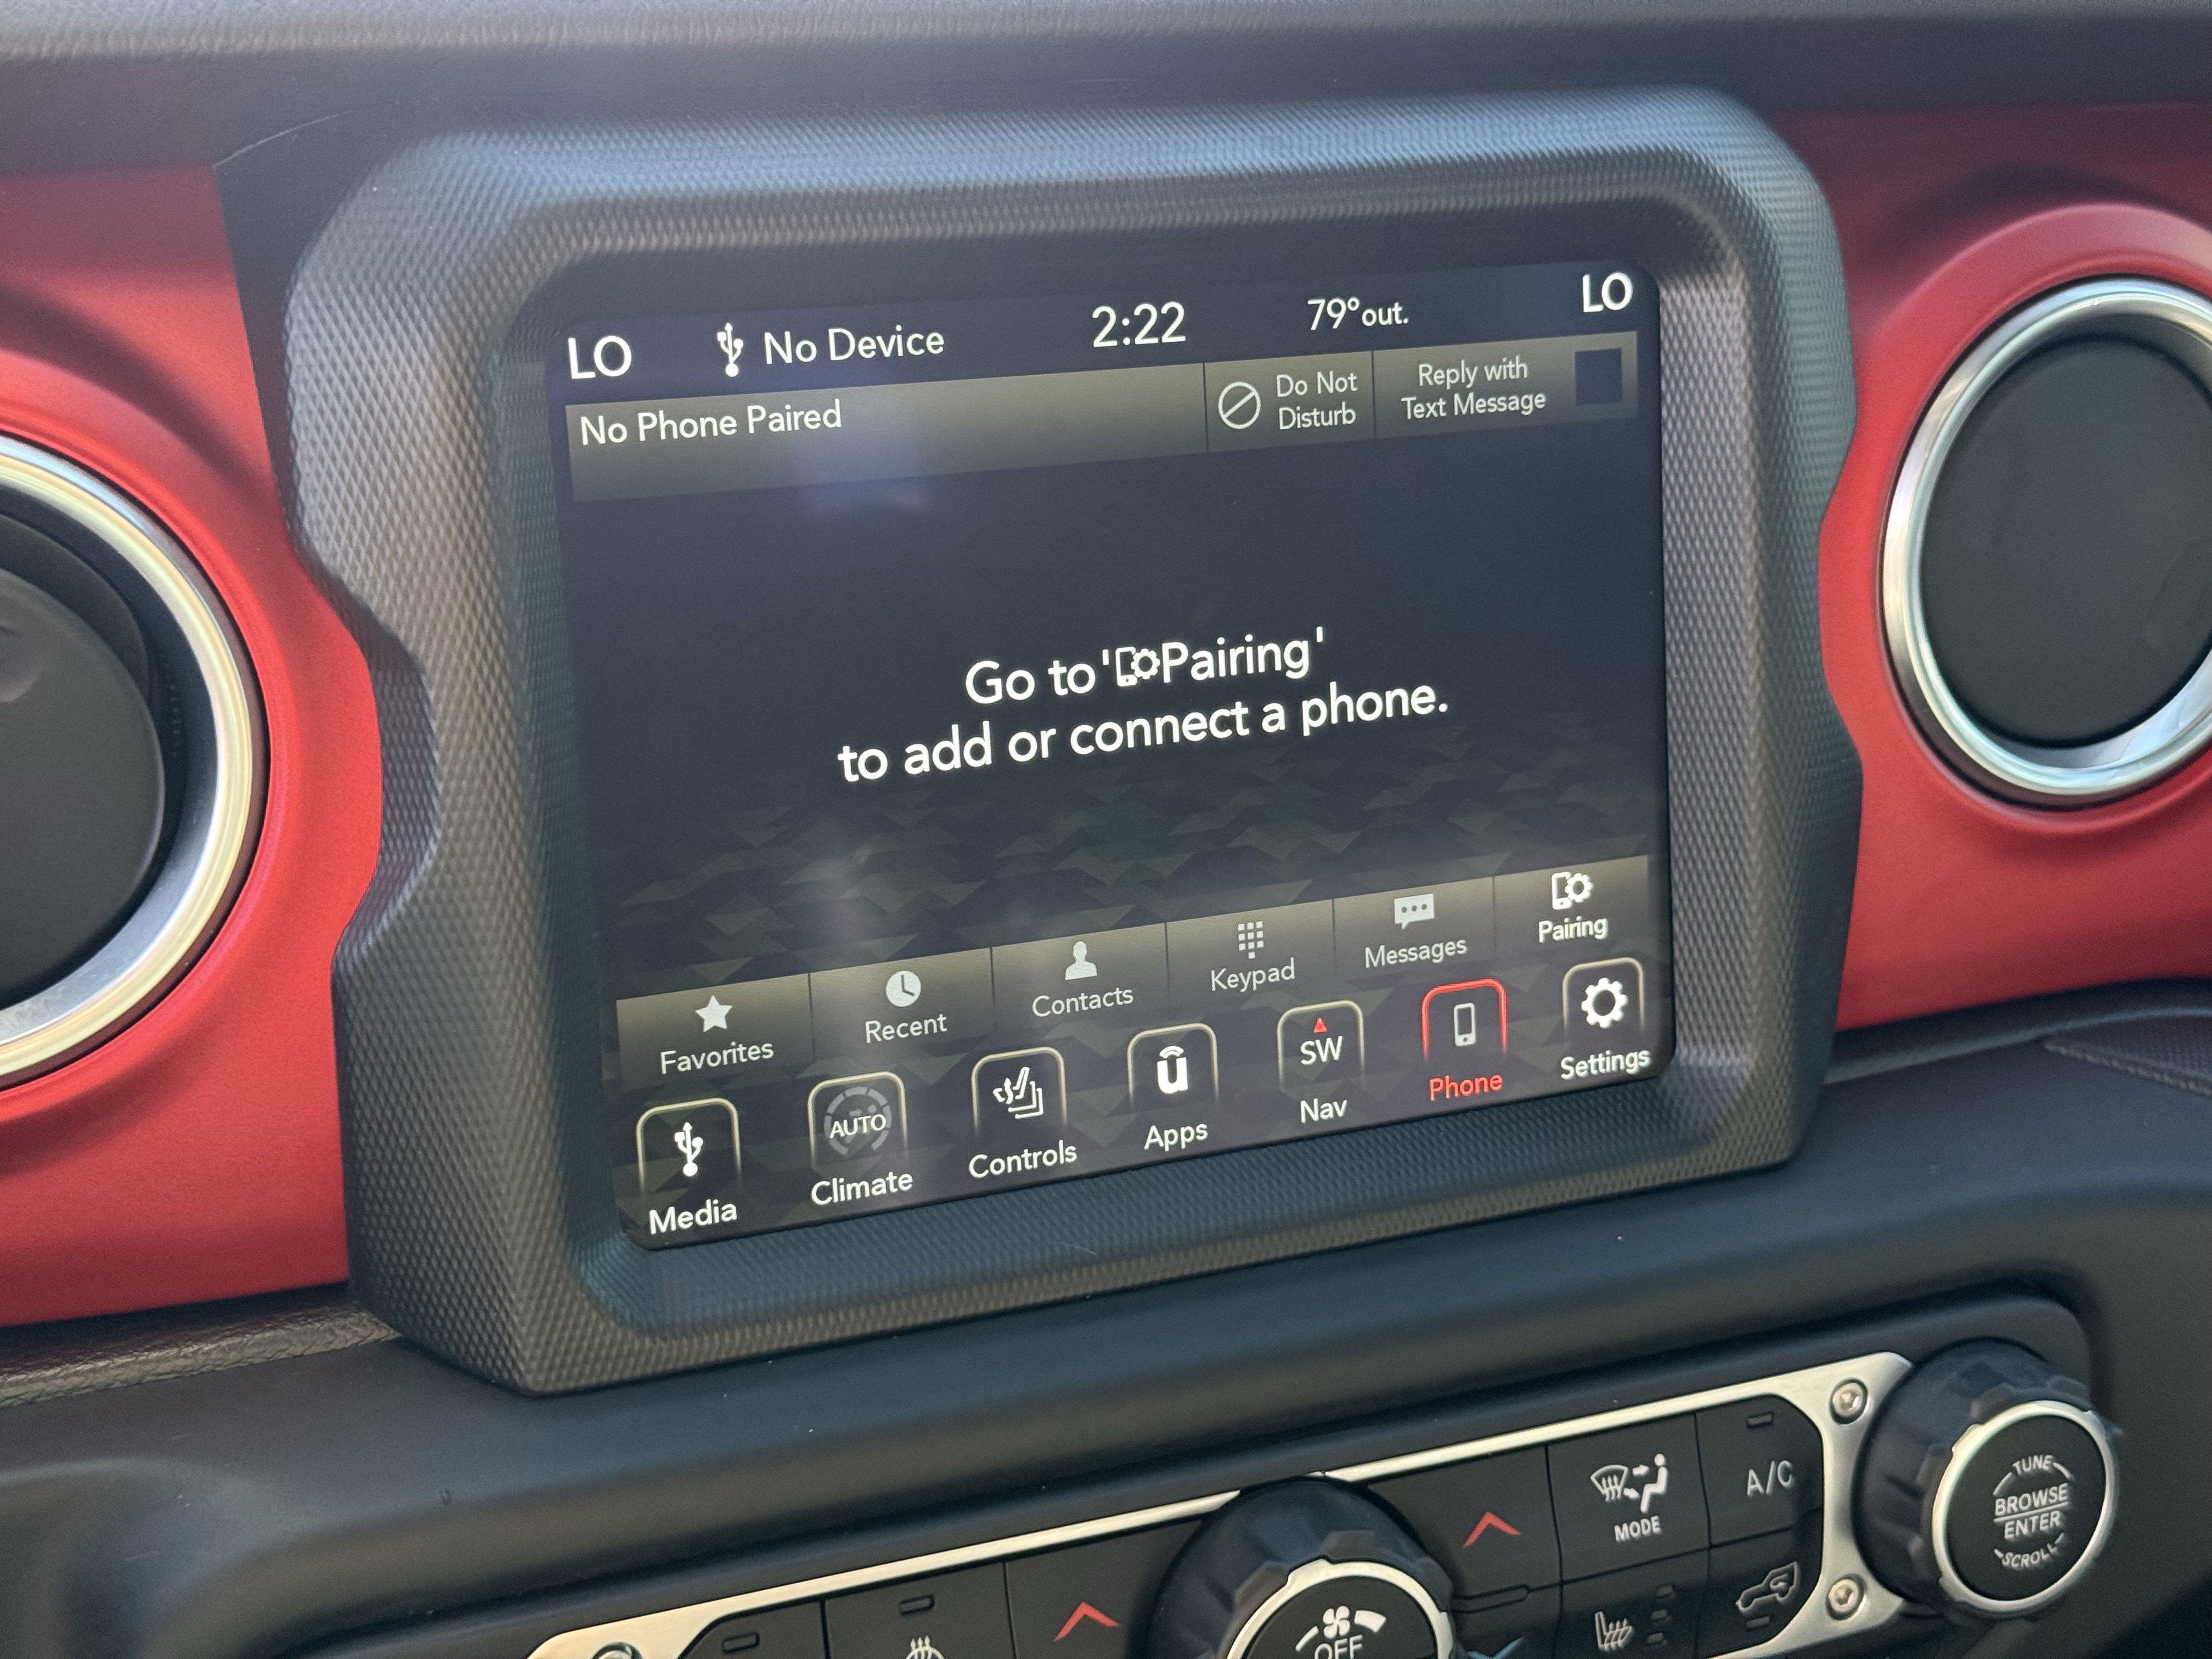 LO No Device 2:22 79°out. LO
No Phone Paired
Do Not
Disturb
Reply with
Text Message
Go to 'Pairing'
to add or connect a phone.
Favorites Recent Contacts Keypad Messages Pairing
AUTO
SW
Media Climate Controls Apps Nav Phone Settings
MODE
A/C
TUNE
BROWSE
ENTER
SCROLL
OFF